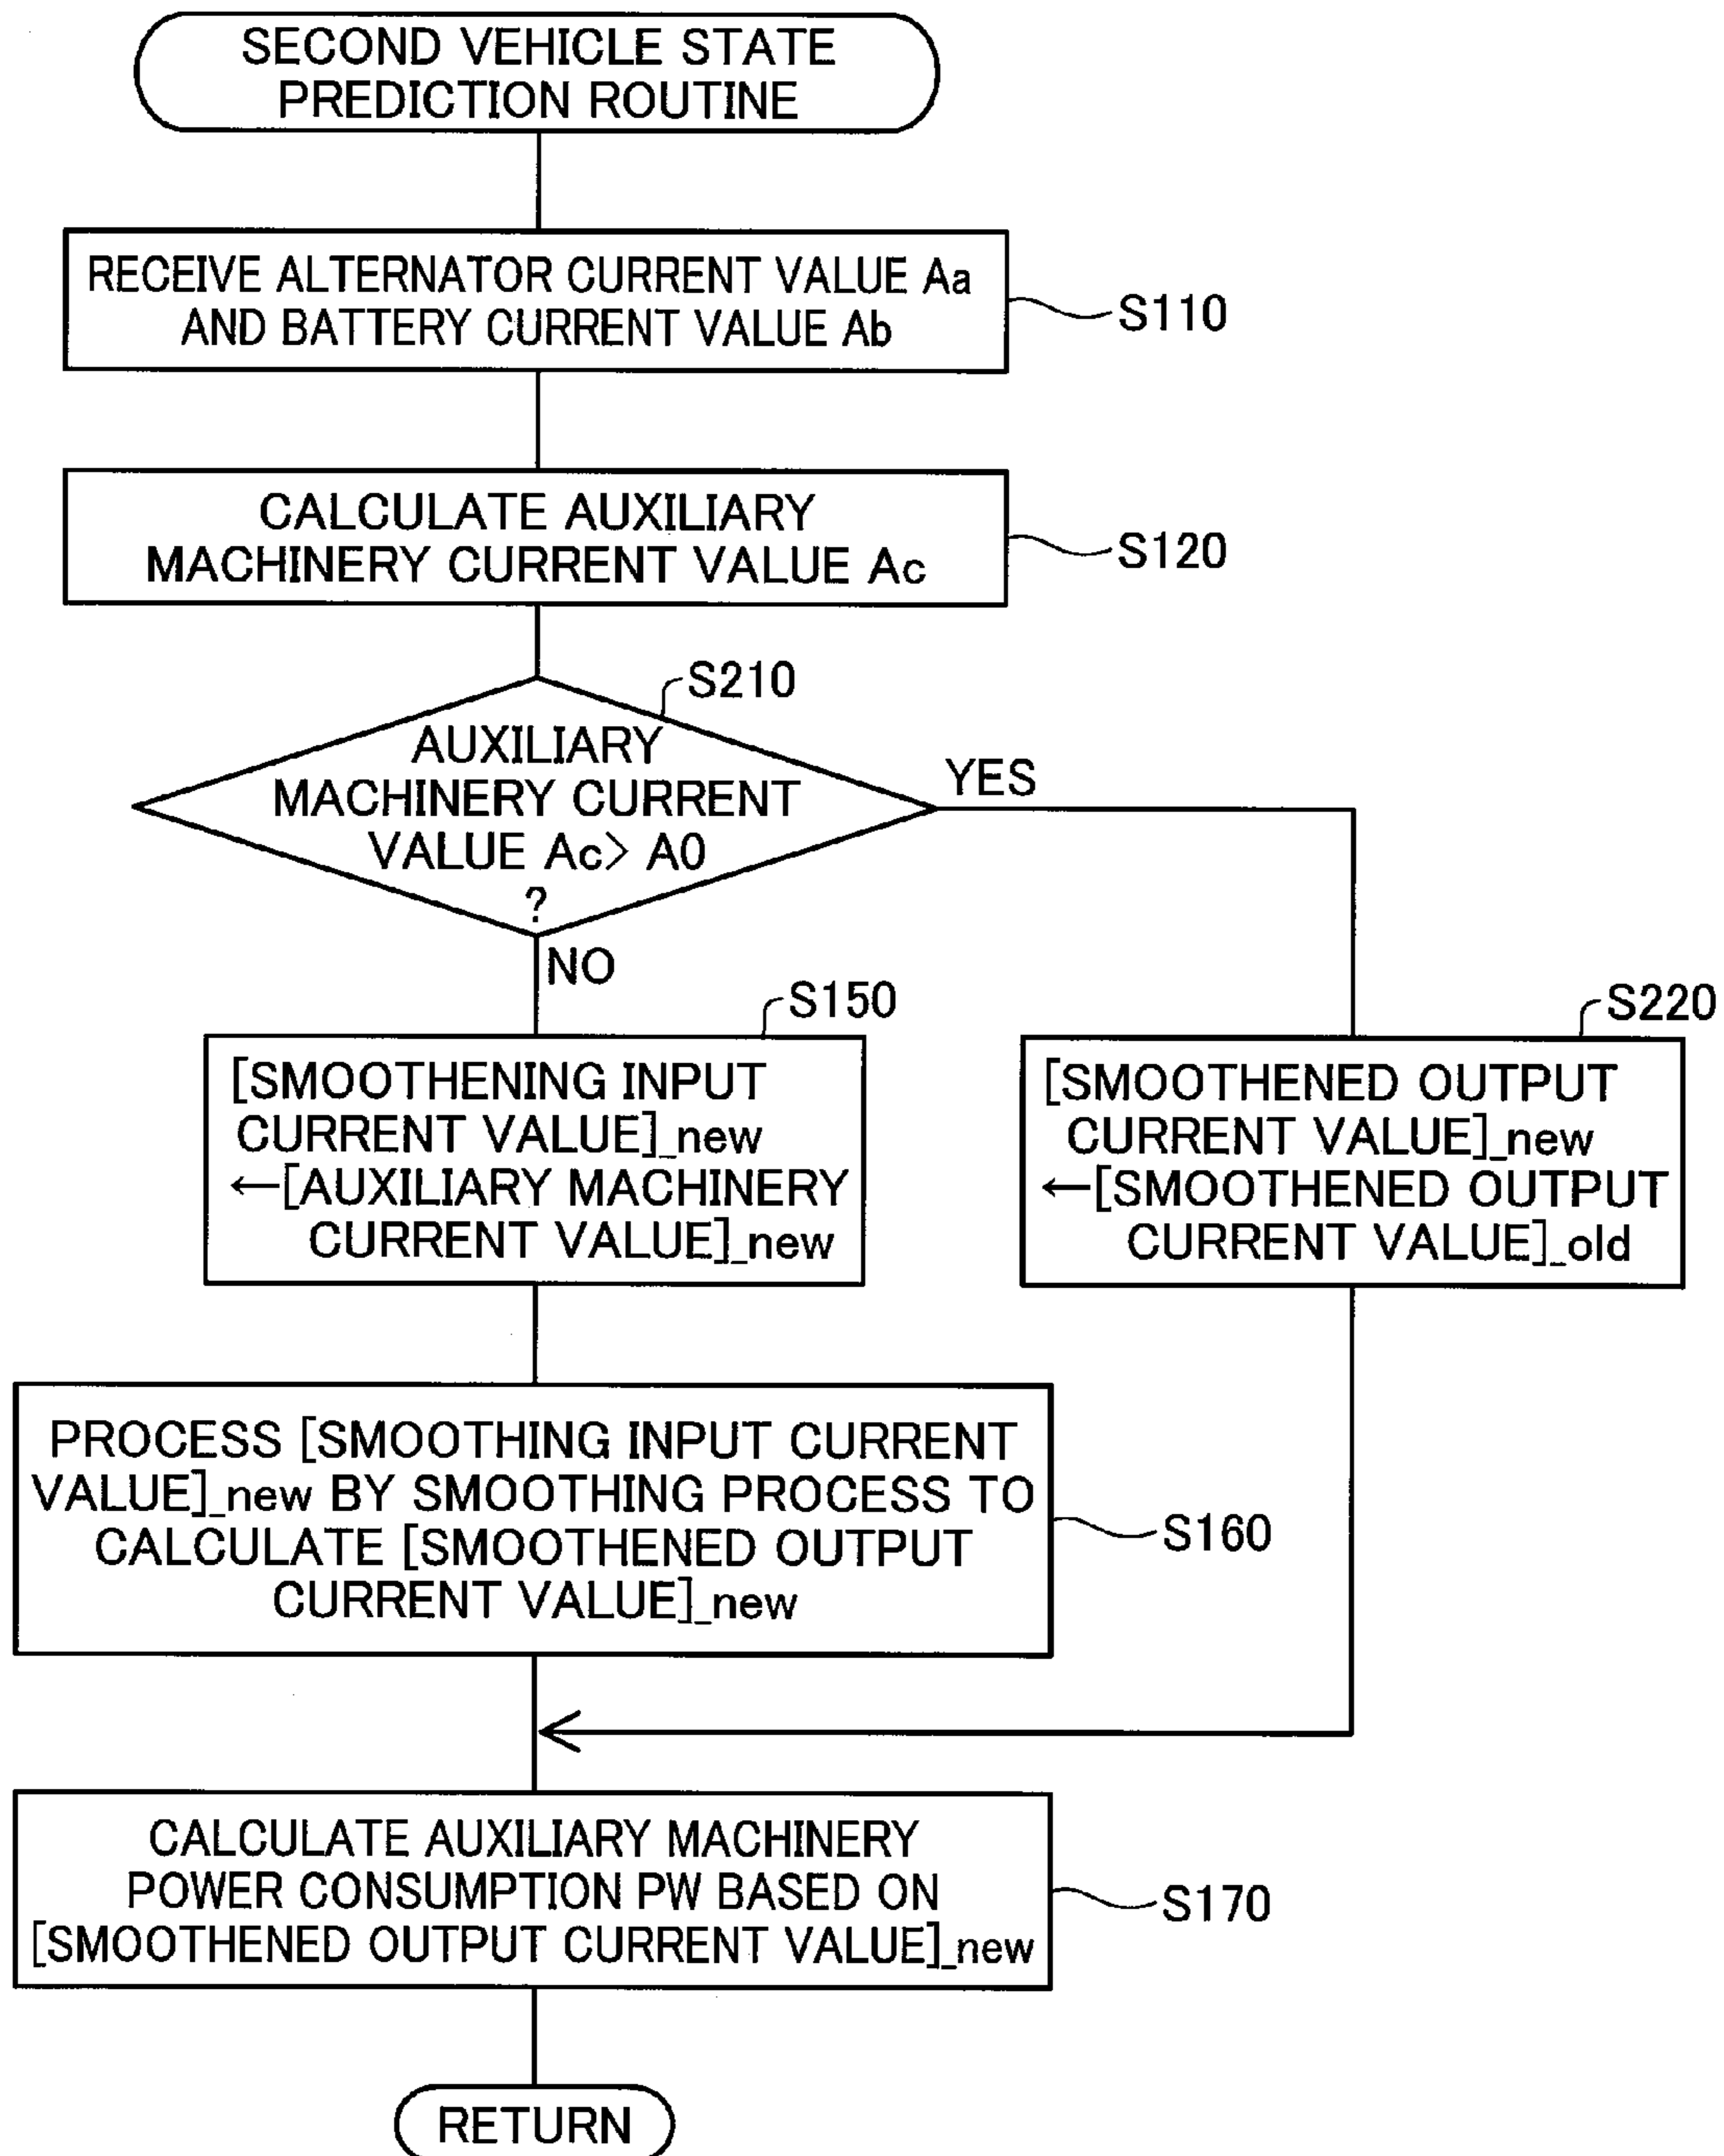 SECOND VEHICLE STATE
PREDICTION ROUTINE
RECEIVE ALTERNATOR CURRENT VALUE Aa
AND BATTERY CURRENT VALUE Ab
S110
CALCULATE AUXILIARY
MACHINERY CURRENT VALUE Ac
S120
S210
AUXILIARY
MACHINERY CURRENT
VALUE Ac> A0
?
YES
NO
S150
[SMOOTHENING INPUT
CURRENT VALUE]_new
←[AUXILIARY MACHINERY
CURRENT VALUE]_new
S220
[SMOOTHENED OUTPUT
CURRENT VALUE]_new
←[SMOOTHENED OUTPUT
CURRENT VALUE]_old
PROCESS [SMOOTHING INPUT CURRENT
VALUE]_new BY SMOOTHING PROCESS TO
CALCULATE [SMOOTHENED OUTPUT
CURRENT VALUE]_new
S160
CALCULATE AUXILIARY MACHINERY
POWER CONSUMPTION PW BASED ON
[SMOOTHENED OUTPUT CURRENT VALUE]_new
S170
RETURN